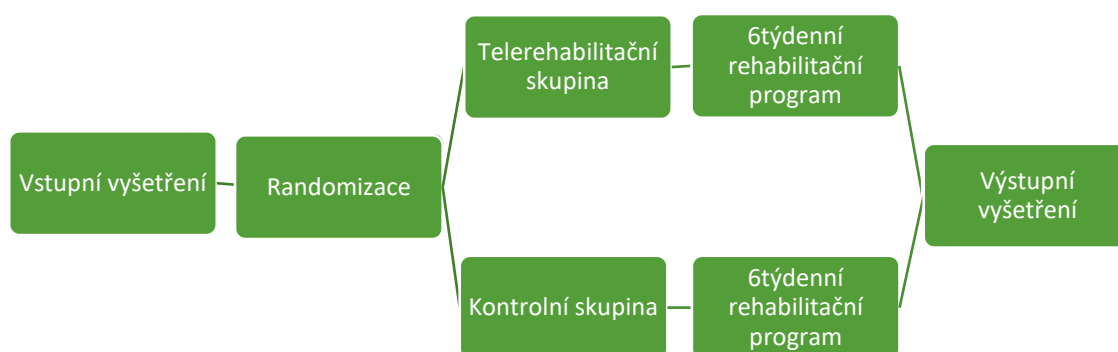 Vstupní vyšetření
Randomizace
Telerehabilitační
skupina
6týdenní
rehabilitační
program
Kontrolní skupina
6týdenní
rehabilitační
program
Výstupní
vyšetření